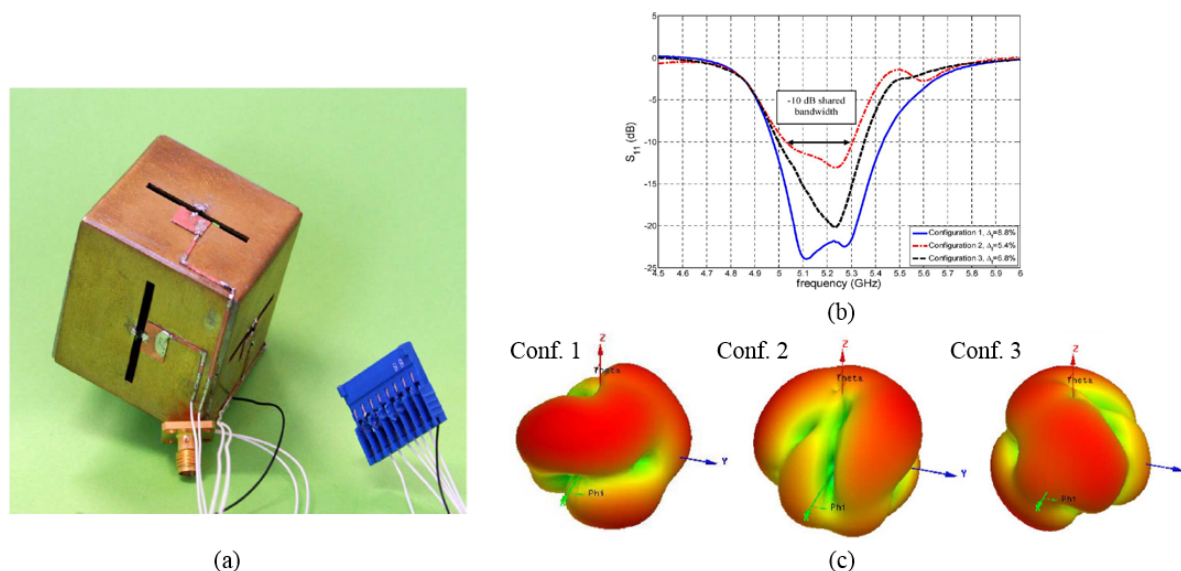 5
0
-5
-10
-15
-20
-25
S11 (dB)
-10 dB shared
bandwidth
Configuration 1, Δf=8.8%
Configuration 2, Δf=5.4%
Configuration 3, Δf=6.8%
4.5 4.6 4.7 4.8 4.9 5 5.1 5.2 5.3 5.4 5.5 5.6 5.7 5.8 5.9 6
frequency (GHz)
(b)
Conf. 1
Z
Theta
Y
Phi
Conf. 2
Z
Theta
Y
Phi
Conf. 3
Z
Theta
Phi
(a)
(c)